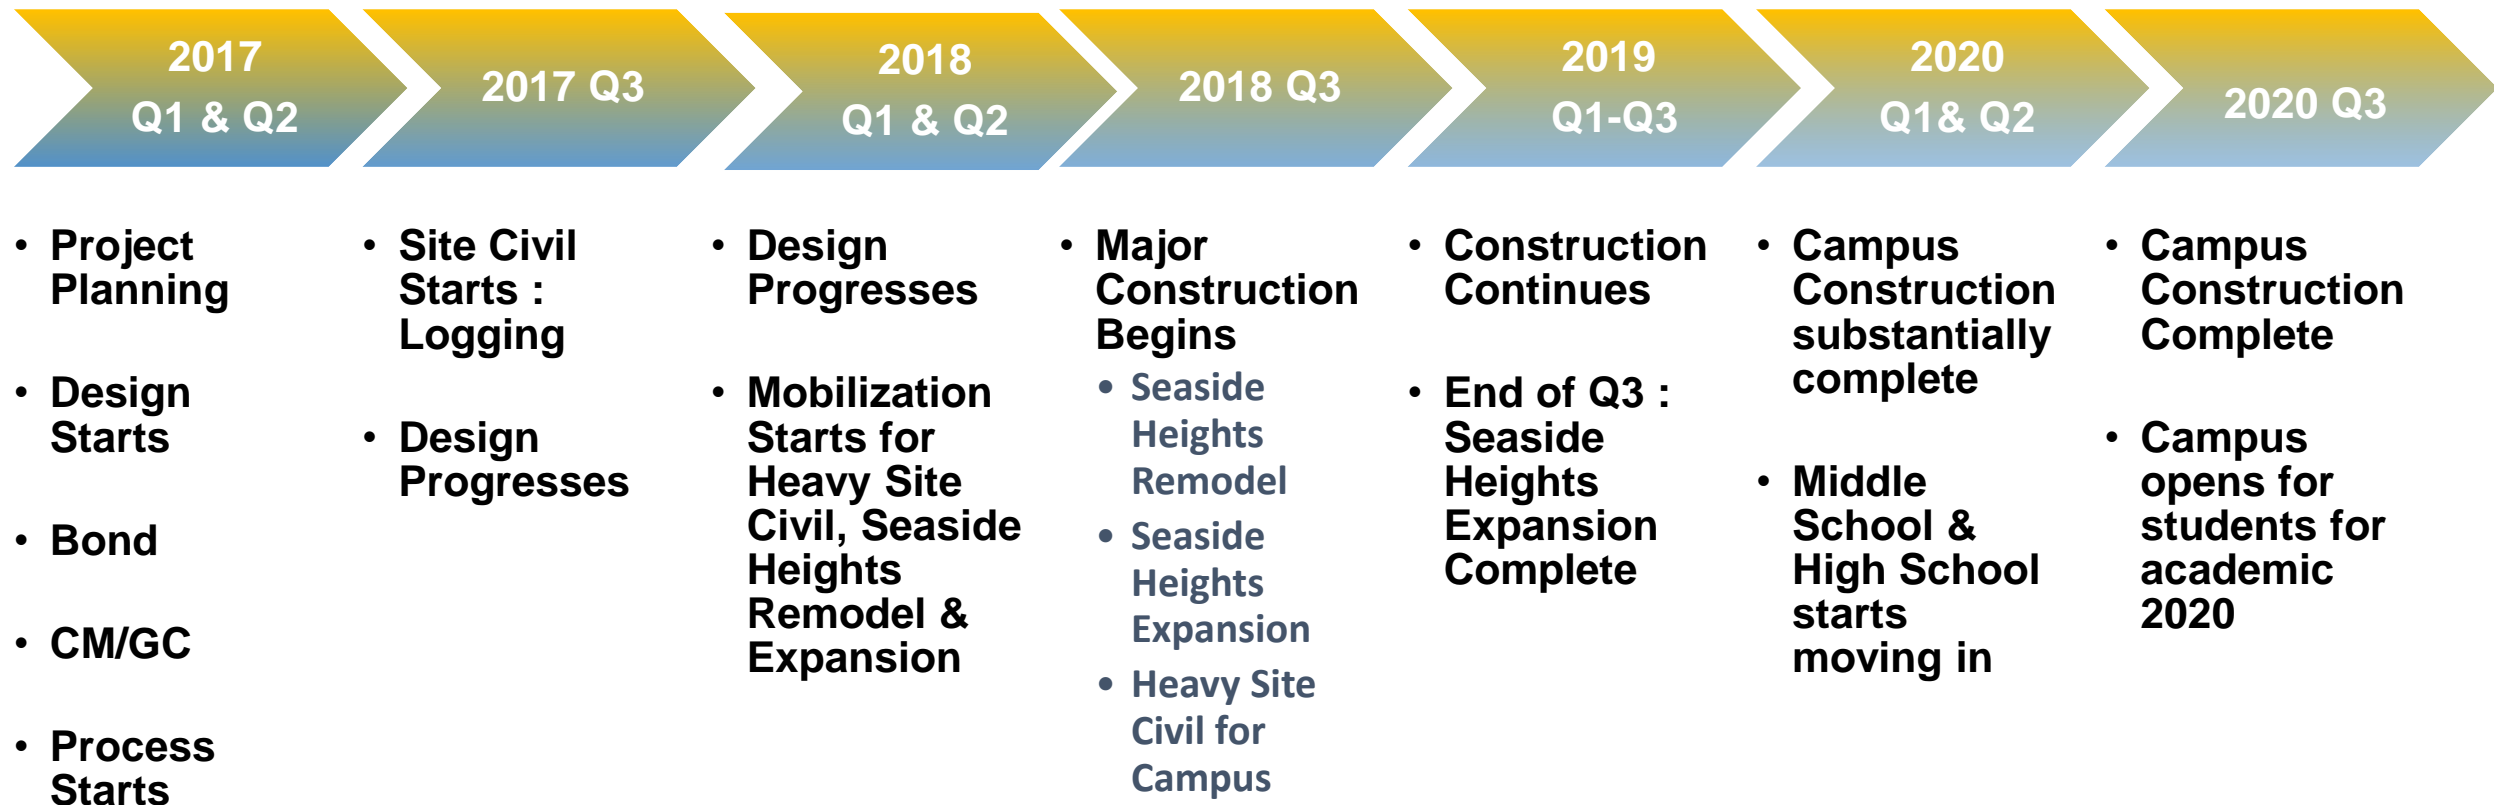 2017
Q1 & Q2
2017 Q3
2018
Q1 & Q2
2018 Q3
2019
Q1-Q3
2020
Q1& Q2
2020 Q3
• Project
Planning
• Design
Starts
• Bond
• CM/GC
• Process
Starts
• Site Civil
Starts :
Logging
• Design
Progresses
• Design
Progresses
• Mobilization
Starts for
Heavy Site
Civil, Seaside
Heights
Remodel &
Expansion
• Major
Construction
Begins
• Seaside
Heights
Remodel
• Seaside
Heights
Expansion
• Heavy Site
Civil for
Campus
• Construction
Continues
• End of Q3 :
Seaside
Heights
Expansion
Complete
• Campus
Construction
substantially
complete
• Middle
School &
High School
starts
moving in
• Campus
Construction
Complete
• Campus
opens for
students for
academic
2020